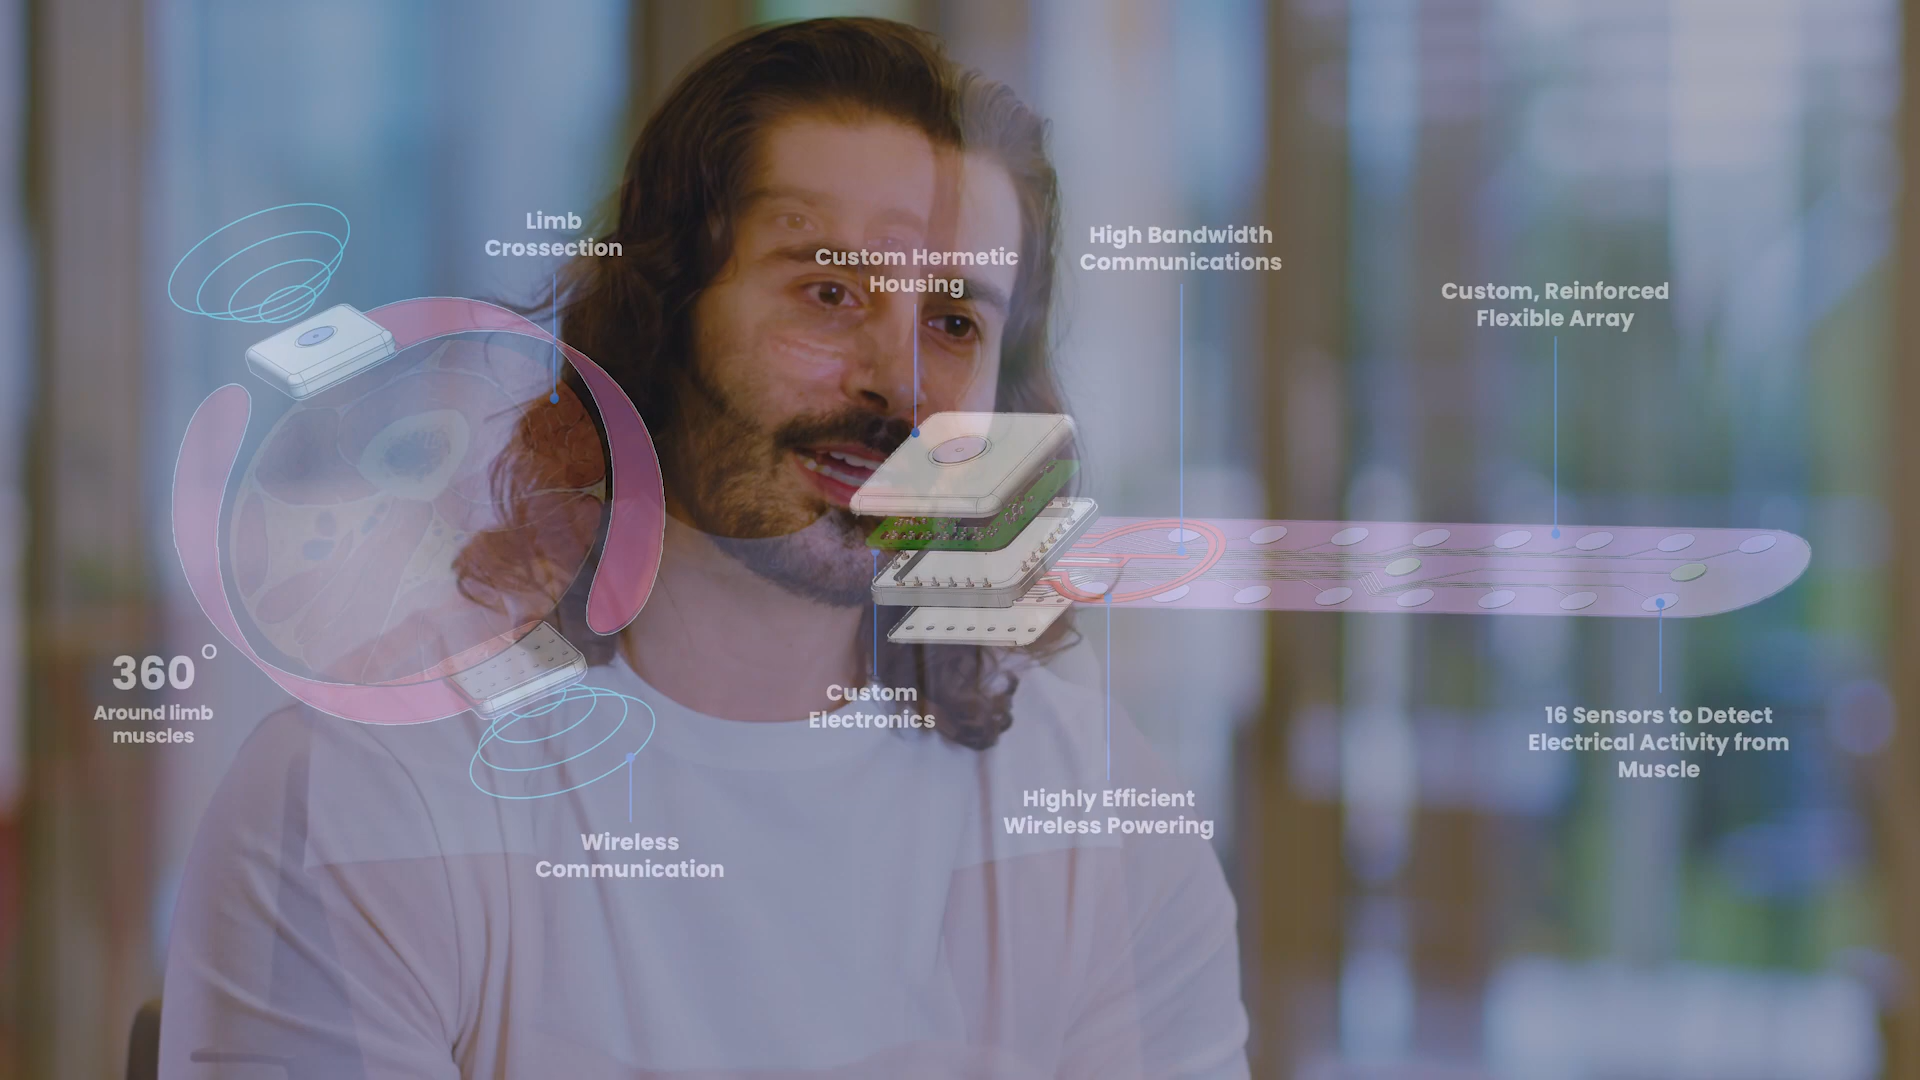 Limb
Crossection
Custom Hermetic
Housing
High Bandwidth
Communications
Custom, Reinforced
Flexible Array
360°
Around limb
muscles
Custom
Electronics
16 Sensors to Detect
Electrical Activity from
Muscle
Highly Efficient
Wireless Powering
Wireless
Communication